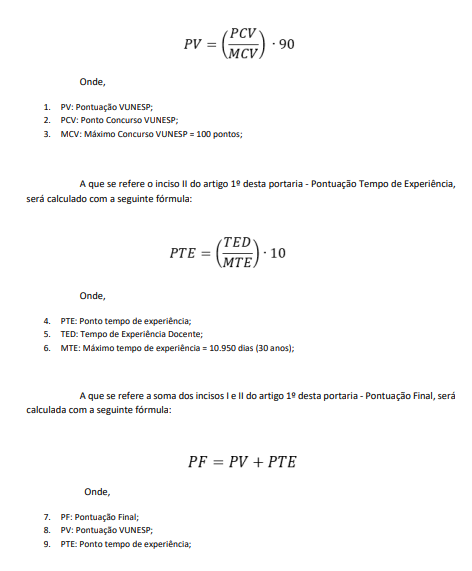 PV = (PCV/MCV) · 90
Onde,
1. PV: Pontuação VUNESP;
2. PCV: Ponto Concurso VUNESP;
3. MCV: Máximo Concurso VUNESP = 100 pontos;
A que se refere o inciso II do artigo 1º desta portaria - Pontuação Tempo de Experiência,
será calculado com a seguinte fórmula:
PTE = (TED/MTE) · 10
Onde,
4. PTE: Ponto tempo de experiência;
5. TED: Tempo de Experiência Docente;
6. MTE: Máximo tempo de experiência = 10.950 dias (30 anos);
A que se refere a soma dos incisos I e II do artigo 1º desta portaria - Pontuação Final, será
calculada com a seguinte fórmula:
PF = PV + PTE
Onde,
7. PF: Pontuação Final;
8. PV: Pontuação VUNESP;
9. PTE: Ponto tempo de experiência;